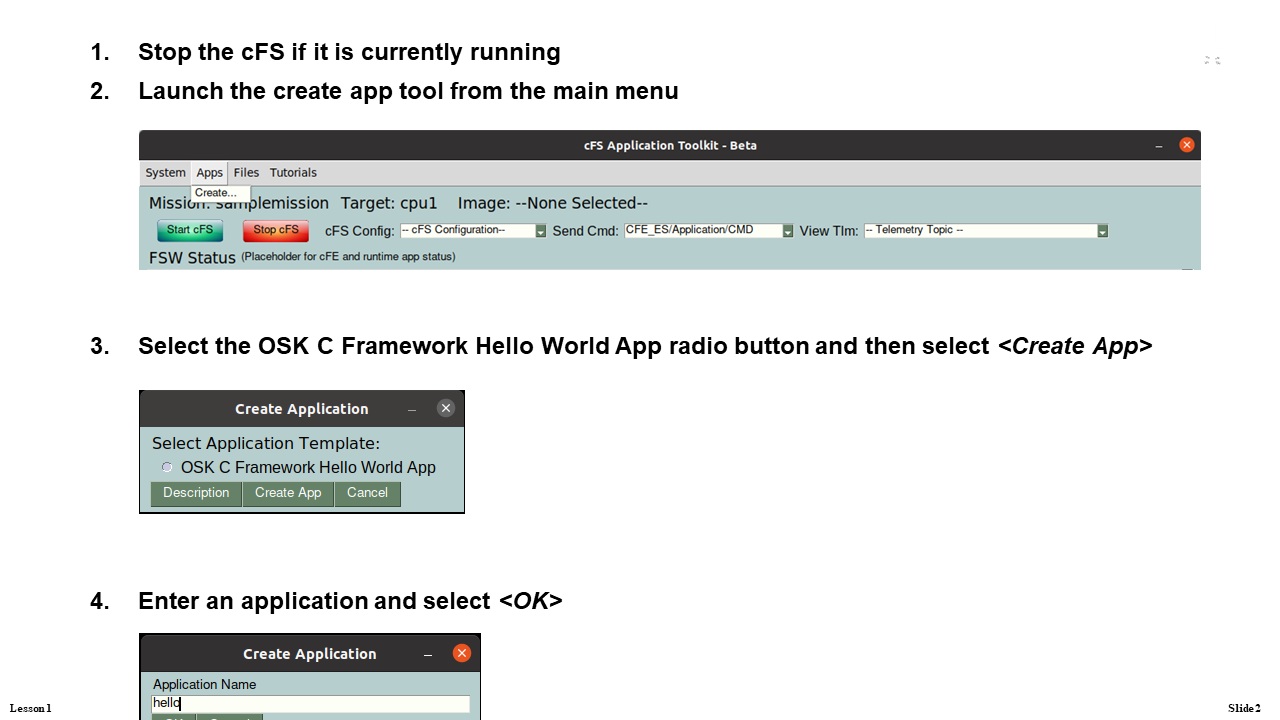 1. Stop the cFS if it is currently running
2. Launch the create app tool from the main menu
cFS Application Toolkit - Beta
System Apps Files Tutorials
Create...
Mission: samplemission Target: cpu1 Image: --None Selected--
Start cFS Stop cFS cFS Config: -- cFS Configuration-- Send Cmd: CFE_ES/Application/CMD View Tlm: -- Telemetry Topic --
FSW Status (Placeholder for cFE and runtime app status)
3. Select the OSK C Framework Hello World App radio button and then select <Create App>
Create Application
Select Application Template:
OSK C Framework Hello World App
Description Create App Cancel
4. Enter an application and select <OK>
Create Application
Application Name
hello
Lesson 1
Slide 2